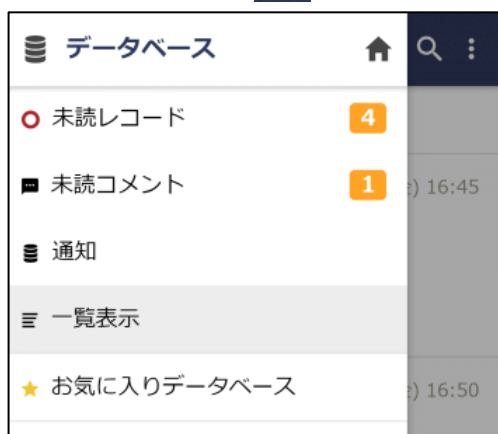 データベース
未読レコード 4
未読コメント 1
) 16:45
通知
一覧表示
お気に入りデータベース
) 16:50